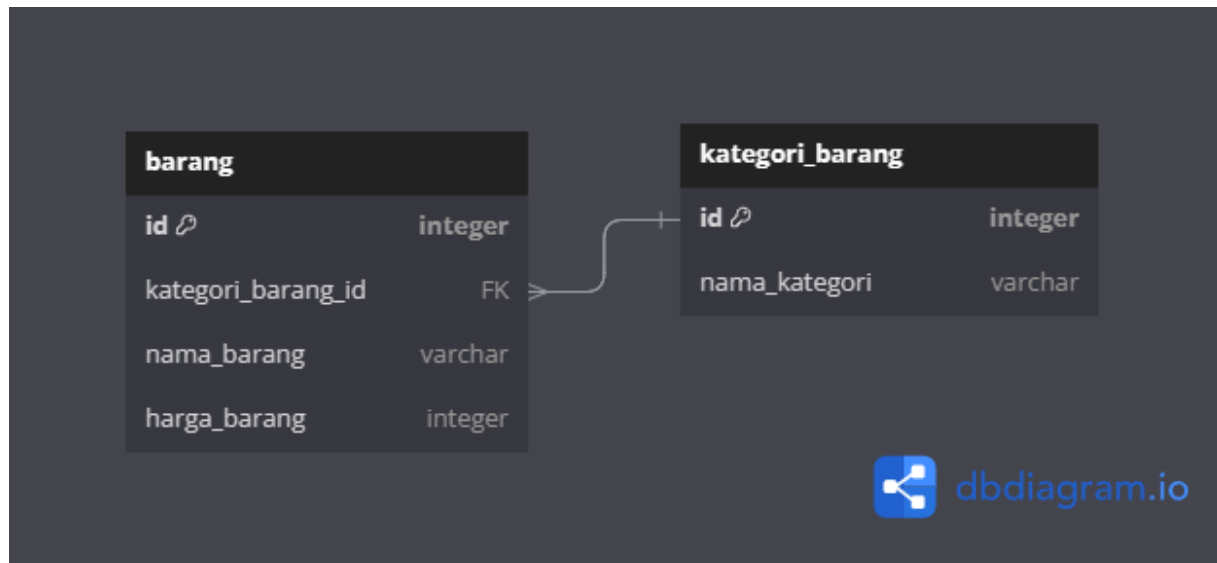 barang
id integer
kategori_barang_id FK
nama_barang varchar
harga_barang integer
kategori_barang
id integer
nama_kategori varchar
dbdiagram.io